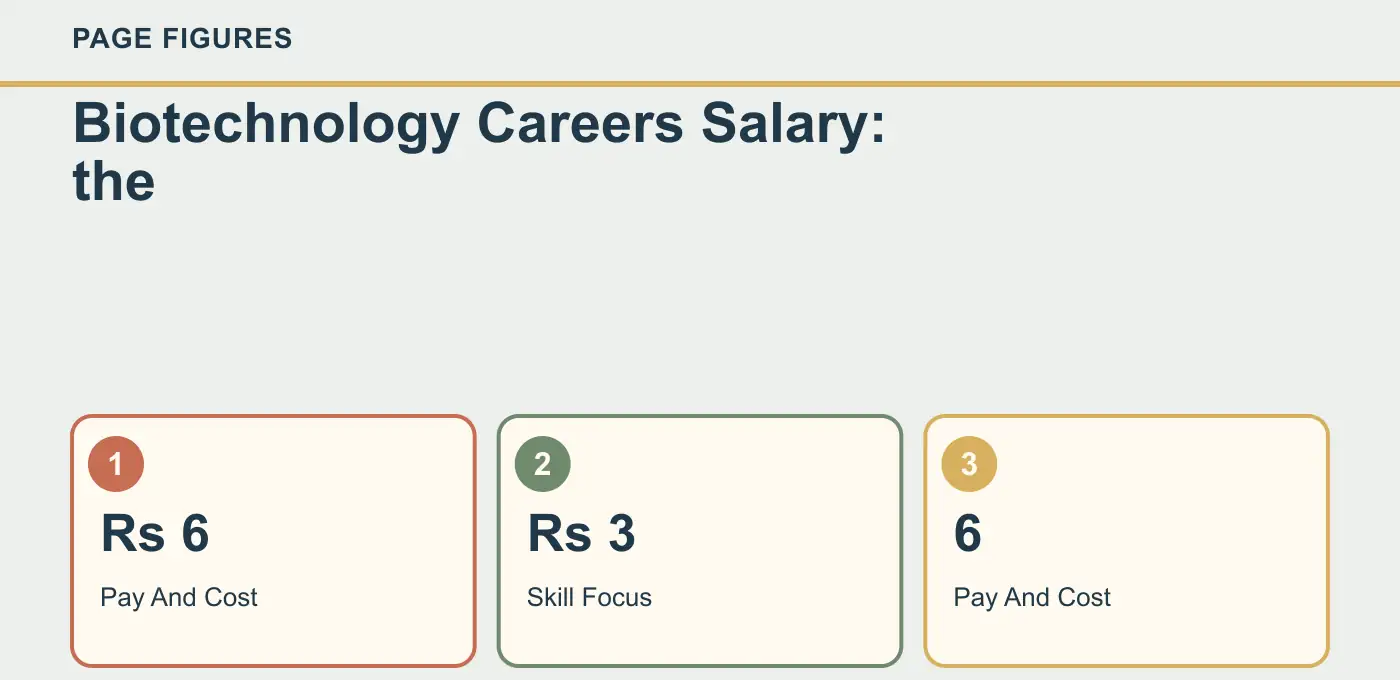 PAGE FIGURES
Biotechnology Careers Salary:
the
1
Rs 6
Pay And Cost
2
Rs 3
Skill Focus
3
6
Pay And Cost